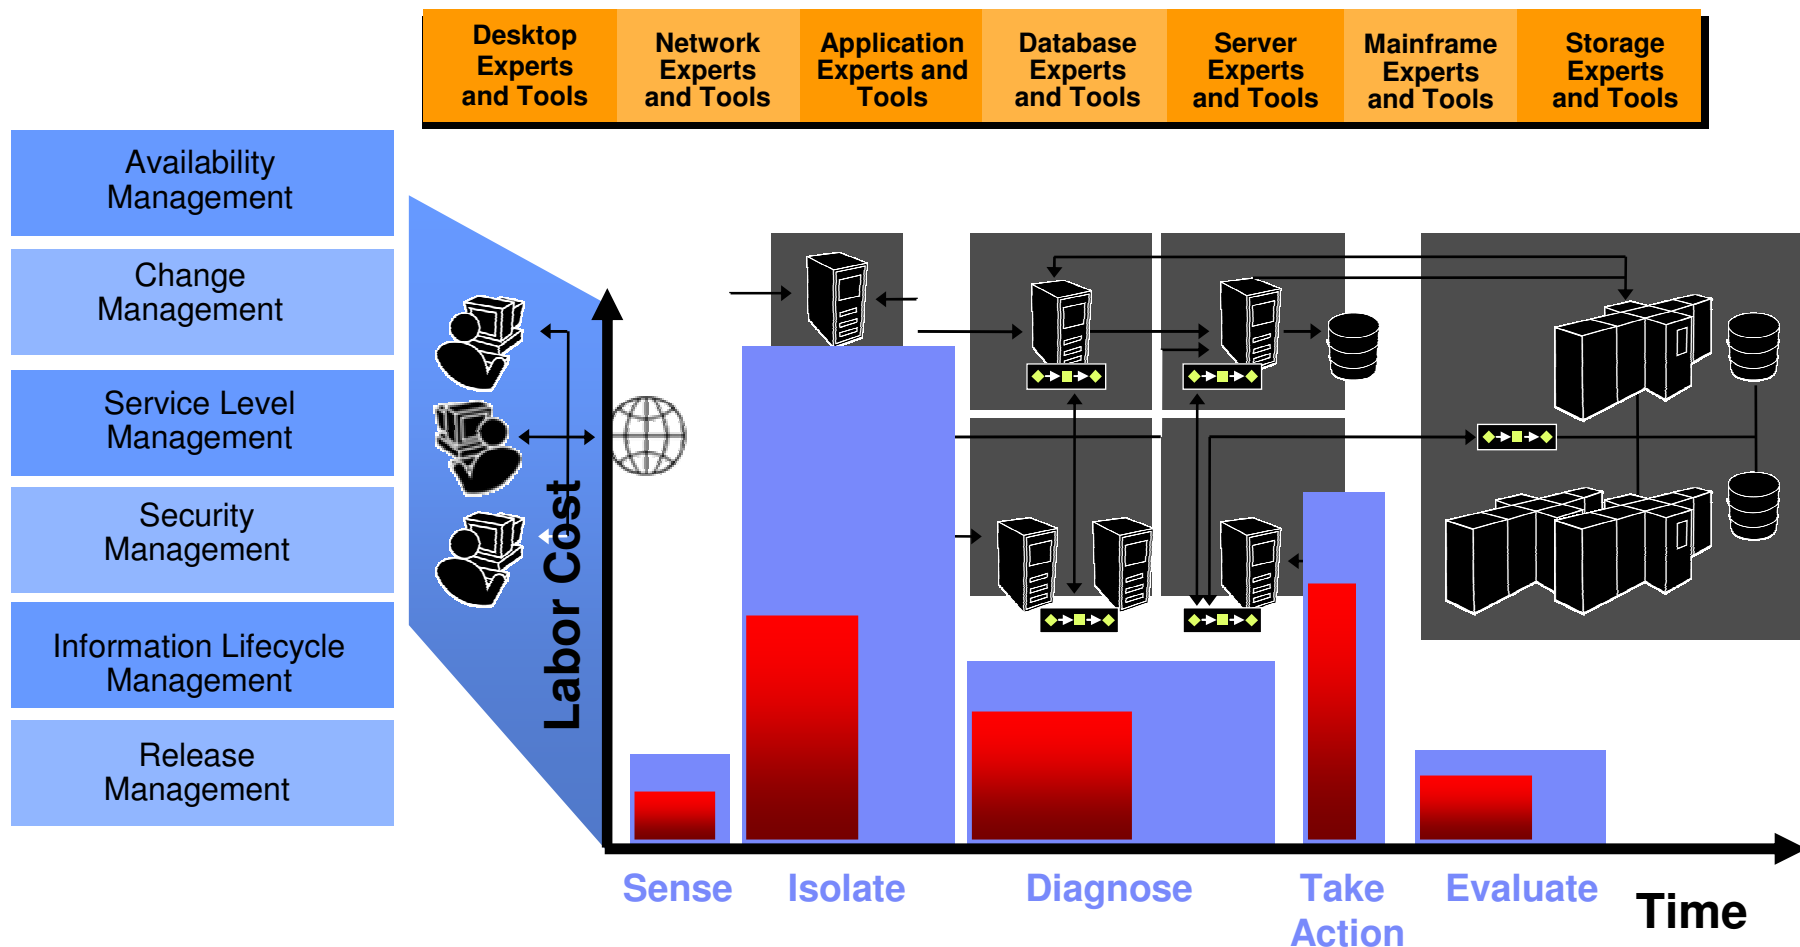 Desktop
Experts
and Tools
Network
Experts
and Tools
Application
Experts and
Tools
Database
Experts
and Tools
Server
Experts
and Tools
Mainframe
Experts
and Tools
Storage
Experts
and Tools
Availability
Management
Change
Management
Service Level
Management
Security
Management
Information Lifecycle
Management
Release
Management
Labor Cost
Sense
Isolate
Diagnose
Take
Action
Evaluate
Time